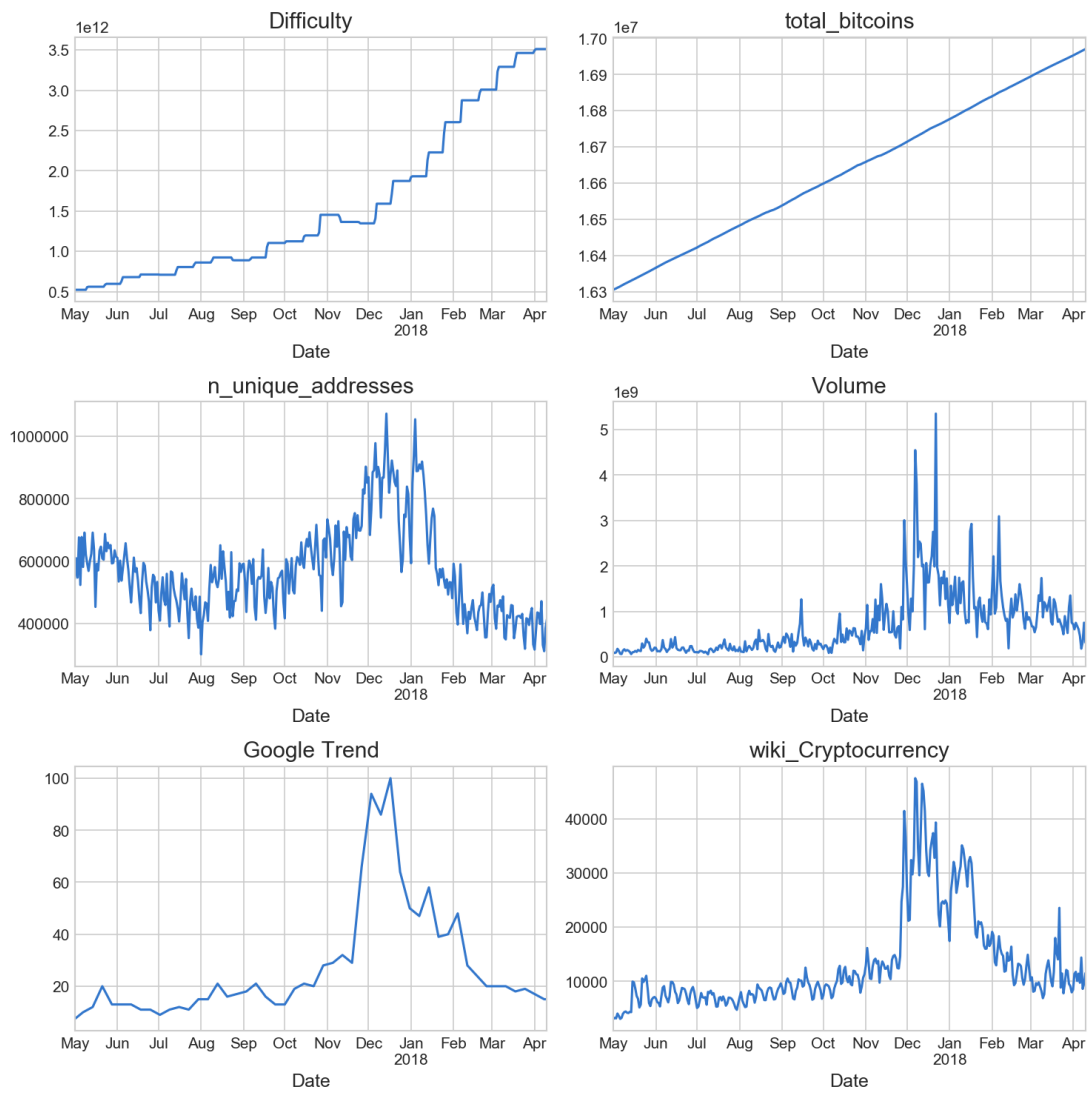 Difficulty
1e12
3.5
3.0
2.5
2.0
1.5
1.0
0.5
May Jun Jul Aug Sep Oct Nov Dec Jan Feb Mar Apr
2018
Date
total_bitcoins
1e7
1.70
1.69
1.68
1.67
1.66
1.65
1.64
1.63
May Jun Jul Aug Sep Oct Nov Dec Jan Feb Mar Apr
2018
Date
n_unique_addresses
1000000
800000
600000
400000
May Jun Jul Aug Sep Oct Nov Dec Jan Feb Mar Apr
2018
Date
Volume
1e9
5
4
3
2
1
0
May Jun Jul Aug Sep Oct Nov Dec Jan Feb Mar Apr
2018
Date
Google Trend
100
80
60
40
20
May Jun Jul Aug Sep Oct Nov Dec Jan Feb Mar Apr
2018
Date
wiki_Cryptocurrency
40000
30000
20000
10000
0
May Jun Jul Aug Sep Oct Nov Dec Jan Feb Mar Apr
2018
Date